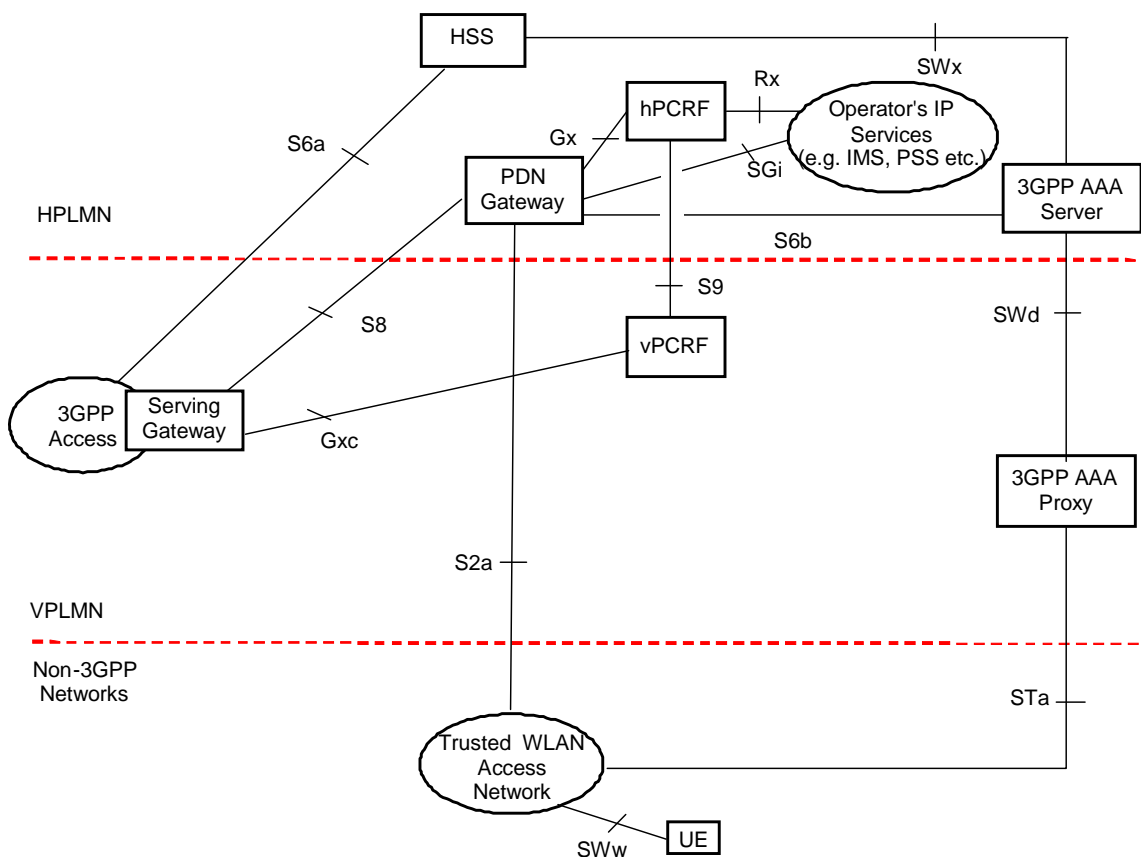 HSS
SWx
Rx
hPCRF
Operator's IP
Services
(e.g. IMS, PSS etc.)
Gx
S6a
SGi
PDN
Gateway
3GPP AAA
Server
HPLMN
S6b
S9
SWd
S8
vPCRF
3GPP
Access
Serving
Gateway
Gxc
3GPP AAA
Proxy
S2a
VPLMN
Non-3GPP
Networks
STa
Trusted WLAN
Access
Network
SWw
UE